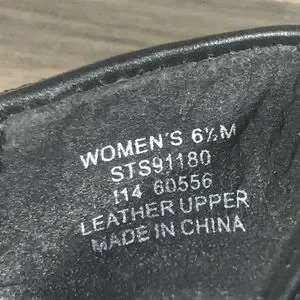 WOMEN'S 6½M
STS91180
I14 60556
LEATHER UPPER
MADE IN CHINA